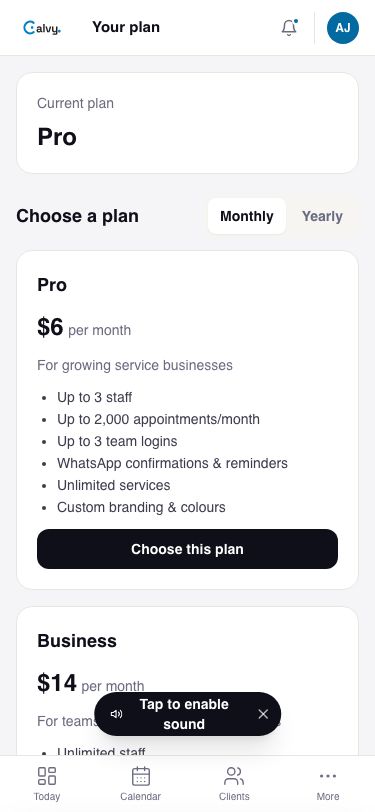 Calvy.
Your plan
AJ
Current plan
Pro
Choose a plan
Monthly
Yearly
Pro
$6 per month
For growing service businesses
• Up to 3 staff
• Up to 2,000 appointments/month
• Up to 3 team logins
• WhatsApp confirmations & reminders
• Unlimited services
• Custom branding & colours
Choose this plan
Business
$14 per month
For teams
• Unlimited staff
Tap to enable
sound
Today
Calendar
Clients
More